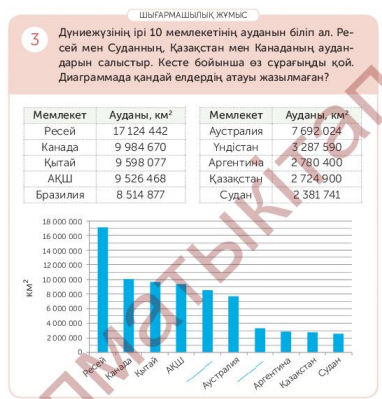 ШЫҒАРМАШЫЛЫҚ ЖҰМЫС
3
Дүниежүзінің ірі 10 мемлекетінің ауданын біліп ал. Ре-
сей мен Суданның, Қазақстан мен Канаданың аудан-
дарын салыстыр. Кесте бойынша өз сұрағыңды қой.
Диаграммада қандай елдердің атауы жазылмаған?
Мемлекет Ауданы, км²
Ресей 17 124 442
Канада 9 984 670
Қытай 9 598 077
АҚШ 9 526 468
Бразилия 8 514 877
Мемлекет Ауданы, км²
Аустралия 7 692 024
Үндістан 3 287 590
Аргентина 2 780 400
Қазақстан 2 724 900
Судан 2 381 741
км²
18 000 000
16 000 000
14 000 000
12 000 000
10 000 000
8 000 000
6 000 000
4 000 000
2 000 000
0
Ресей Канада Қытай АҚШ Аустралия Аргентина Қазақстан Судан